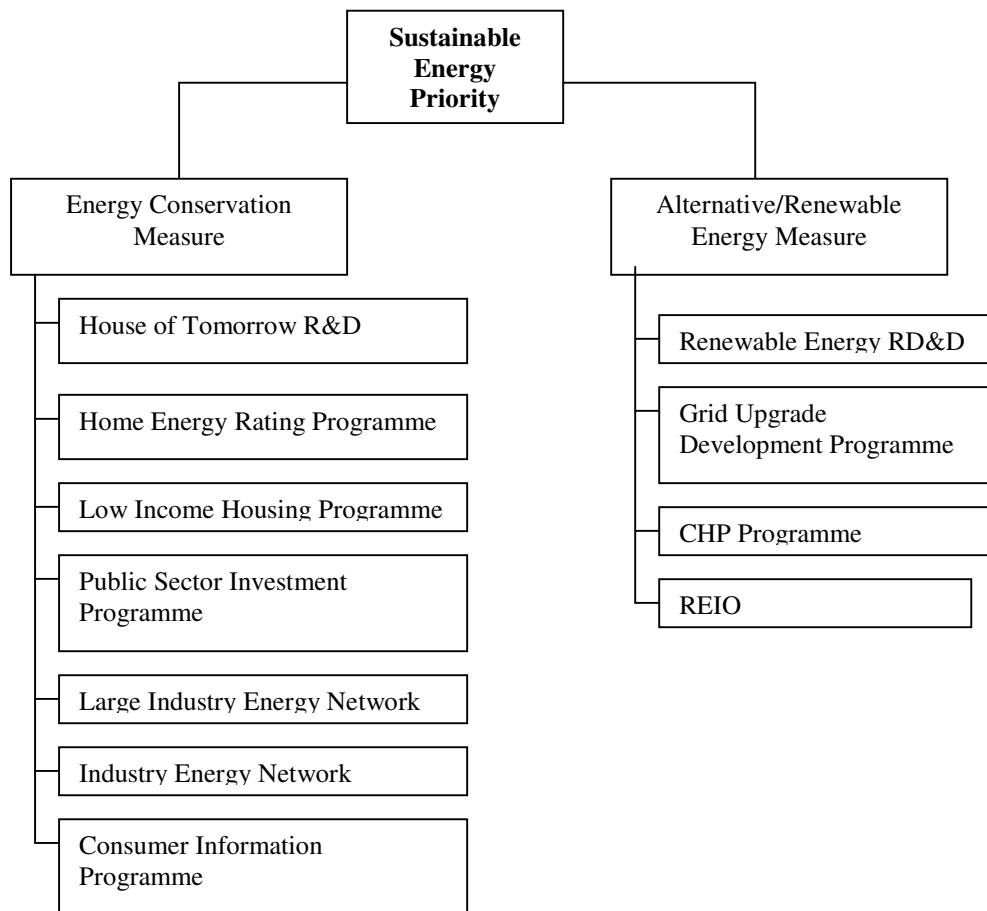 Sustainable
Energy
Priority
Energy Conservation
Measure
House of Tomorrow R&D
Home Energy Rating Programme
Low Income Housing Programme
Public Sector Investment
Programme
Large Industry Energy Network
Industry Energy Network
Consumer Information
Programme
Alternative/Renewable
Energy Measure
Renewable Energy RD&D
Grid Upgrade
Development Programme
CHP Programme
REIO